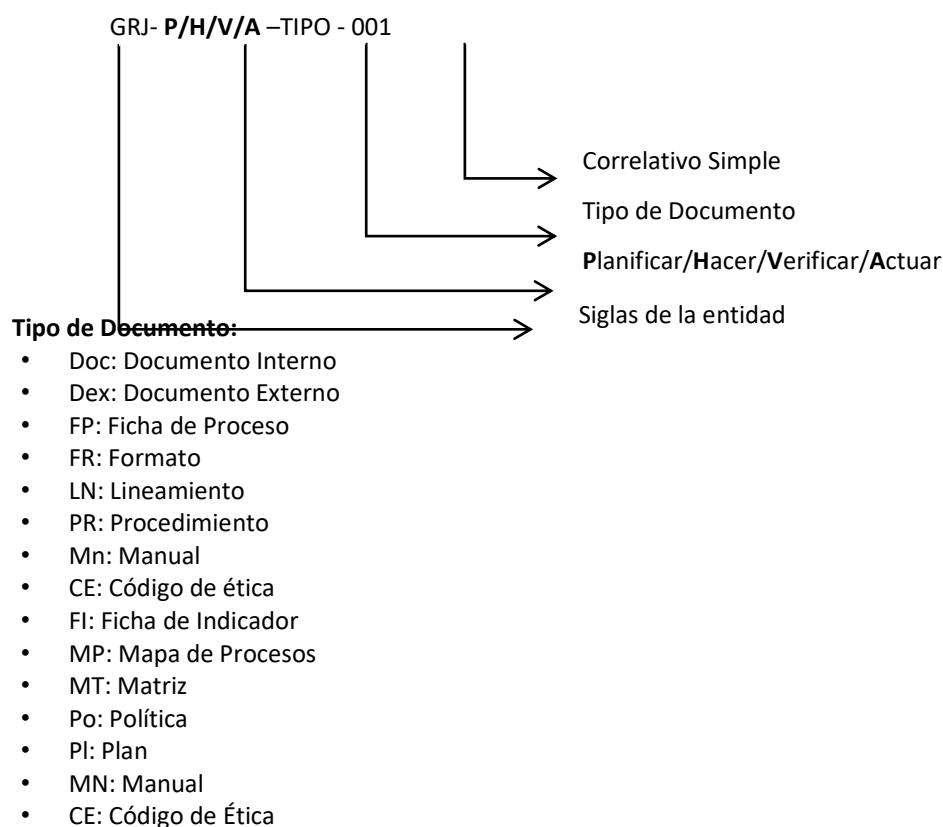 GRJ- P/H/V/A –TIPO - 001
Correlativo Simple
Tipo de Documento
Planificar/Hacer/Verificar/Actuar
Siglas de la entidad
Tipo de Documento:
• Doc: Documento Interno
• Dex: Documento Externo
• FP: Ficha de Proceso
• FR: Formato
• LN: Lineamiento
• PR: Procedimiento
• Mn: Manual
• CE: Código de ética
• FI: Ficha de Indicador
• MP: Mapa de Procesos
• MT: Matriz
• Po: Política
• Pl: Plan
• MN: Manual
• CE: Código de Ética